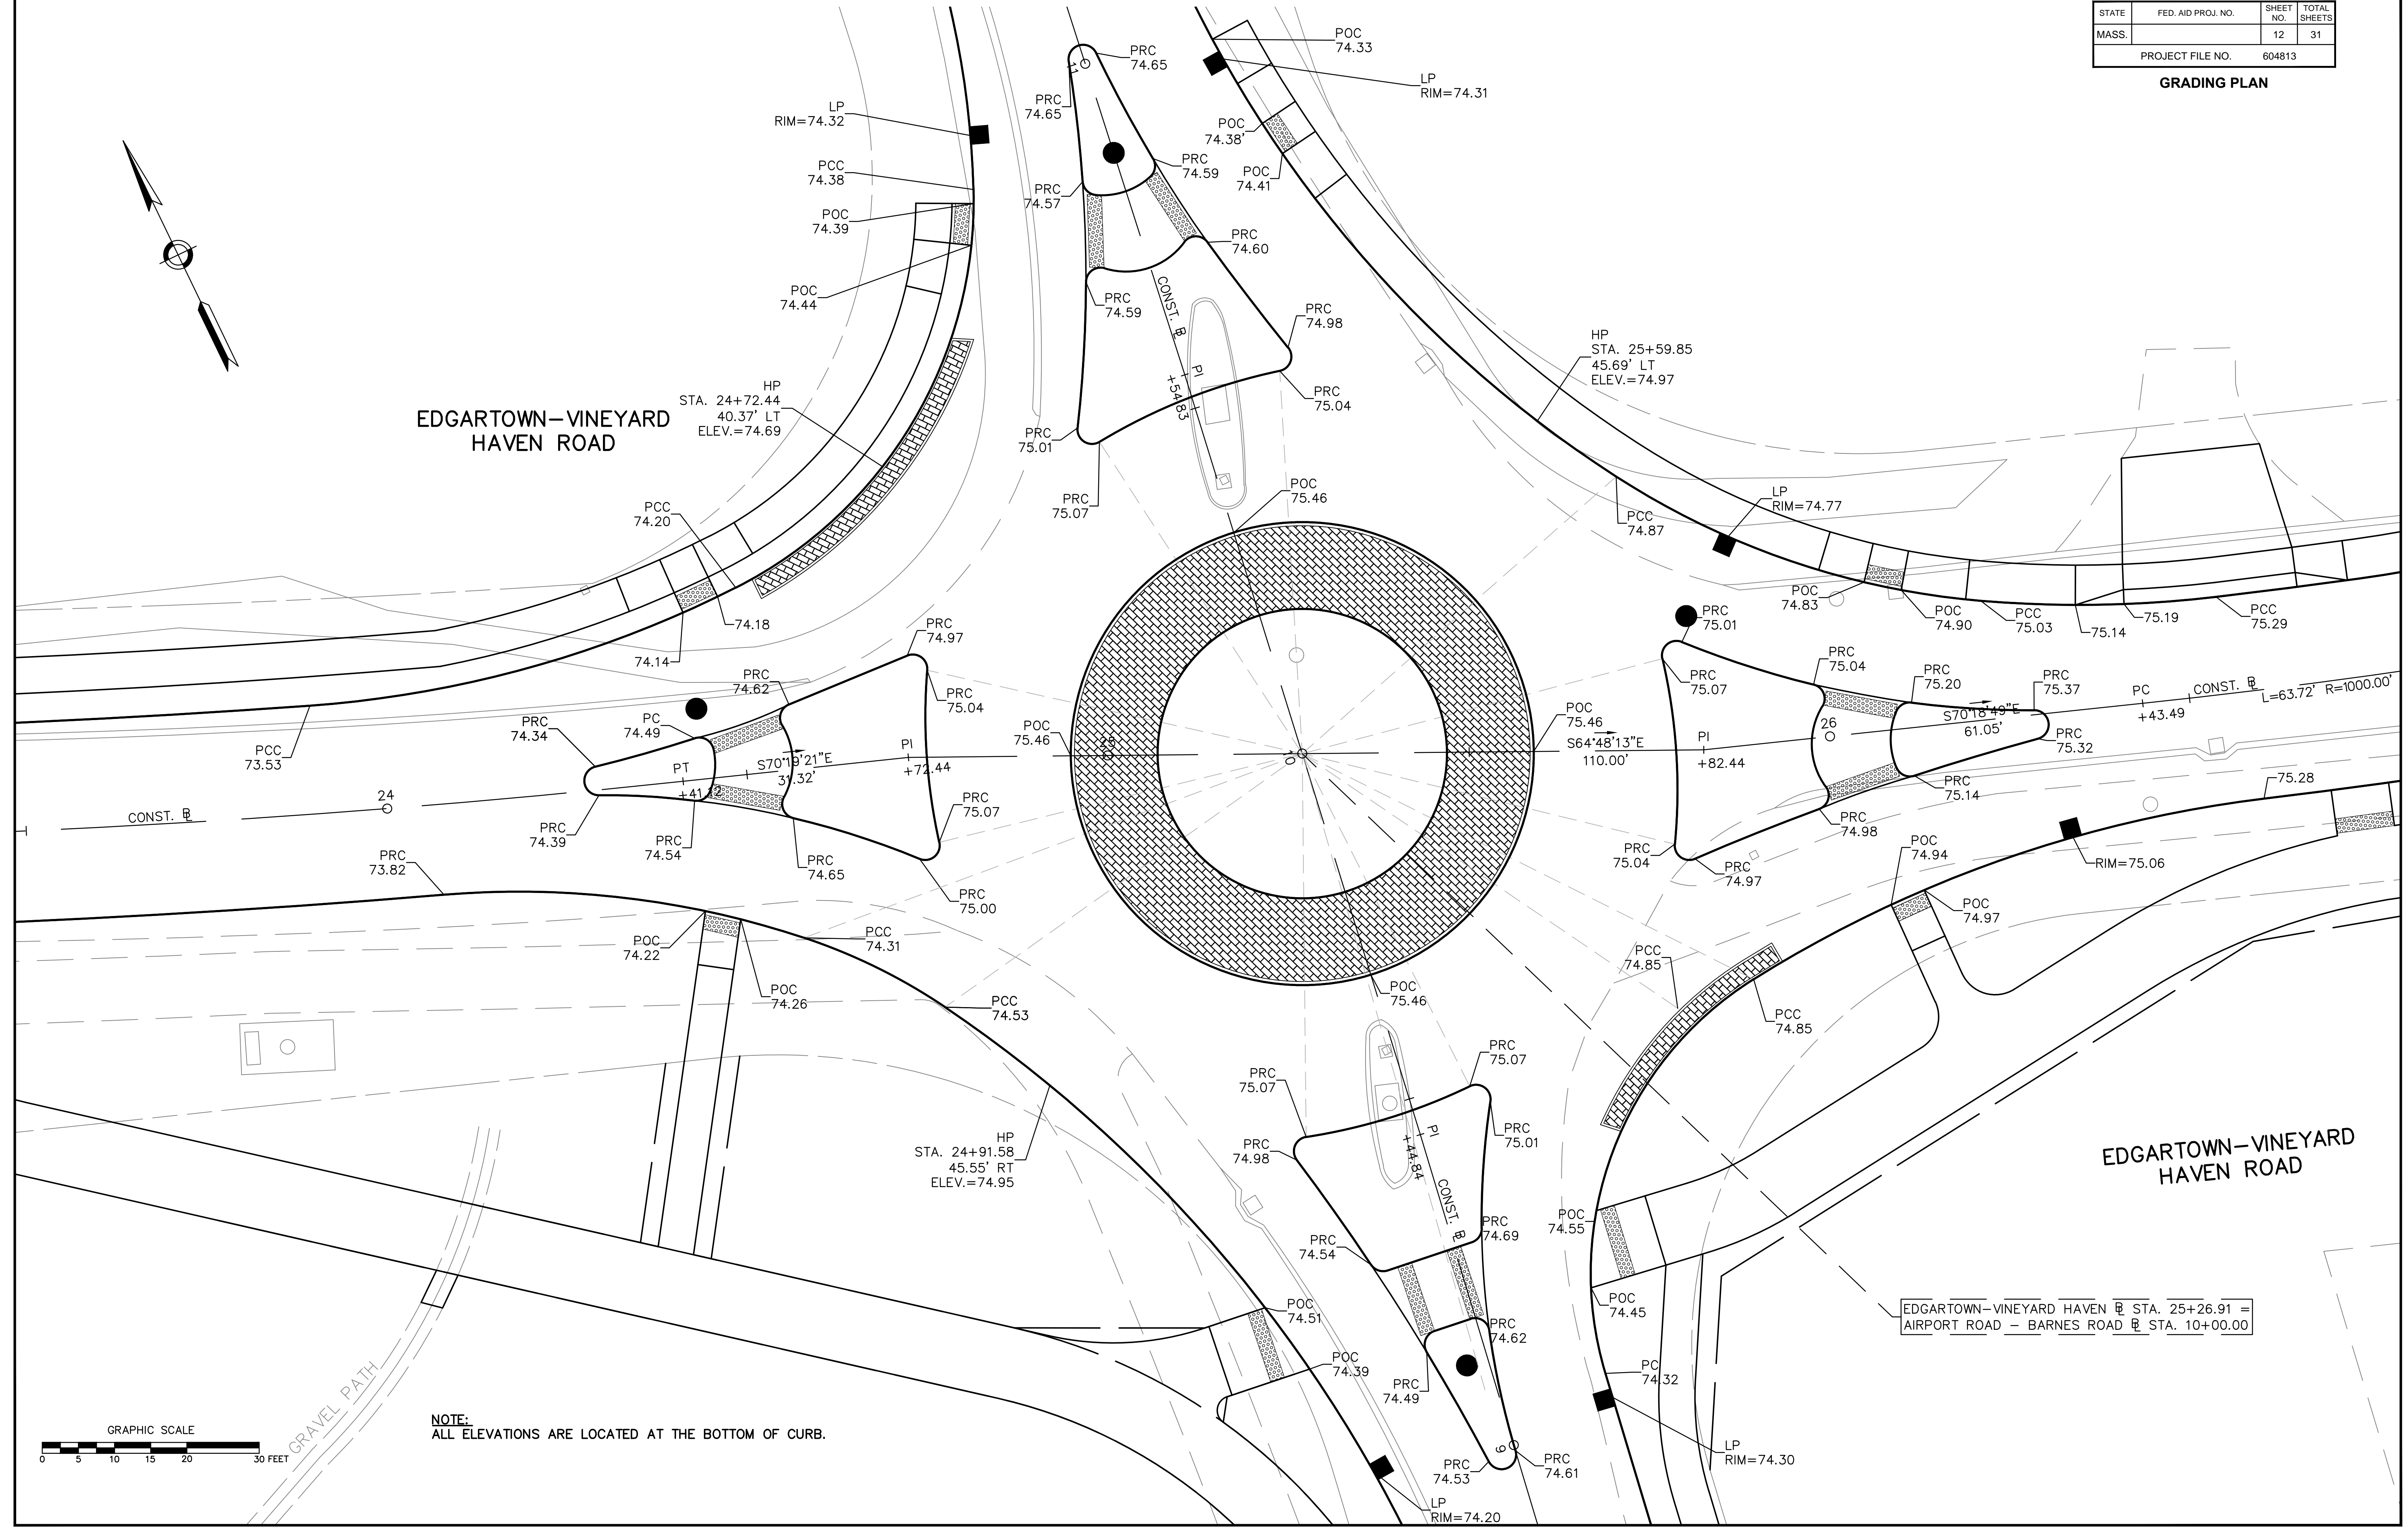 STATE
FED. AID PROJ. NO.
SHEET
NO.
TOTAL
SHEETS
MASS.
12
31
PROJECT FILE NO. 604813
GRADING PLAN
POC
74.33
LP
RIM=74.31
PRC
74.65
11
PRC
74.65
LP
RIM=74.32
POC
74.38'
POC
74.41
PCC
74.38
PRC
74.59
PRC
74.57
POC
74.39
PRC
74.60
POC
74.44
PRC
74.59
CONST. BL
PRC
74.98
PI
+54.83
HP
STA. 25+59.85
45.69' LT
ELEV.=74.97
HP
STA. 24+72.44
40.37' LT
ELEV.=74.69
EDGARTOWN-VINEYARD
HAVEN ROAD
PRC
75.04
PRC
75.01
PRC
75.07
POC
75.46
PCC
74.20
PCC
74.87
LP
RIM=74.77
74.18
74.14
POC
74.83
POC
74.90
PCC
75.03
75.14
75.19
PCC
75.29
PRC
75.01
PRC
74.97
PRC
75.04
PRC
74.62
PRC
75.04
PRC
75.07
PRC
75.20
PRC
75.37
PC
+43.49
CONST. BL
L=63.72' R=1000.00'
PRC
74.34
PC
74.49
POC
75.46
25
10
POC
75.46
S64°48'13"E
110.00'
PI
+82.44
26
S70°18'49"E
61.05'
PRC
75.32
PCC
73.53
PT
+41.12
S70°19'21"E
31.32'
PI
+72.44
CONST. BL
24
PRC
74.39
PRC
74.54
PRC
75.07
PRC
74.65
PRC
75.00
PRC
73.82
PRC
75.14
75.28
PRC
74.98
PRC
75.04
PRC
74.97
POC
74.94
RIM=75.06
POC
74.97
POC
74.22
POC
74.26
PCC
74.31
PCC
74.53
PCC
74.85
PCC
74.85
POC
75.46
PRC
75.07
PRC
75.07
PRC
75.01
PRC
74.98
PI
+44.84
CONST. BL
HP
STA. 24+91.58
45.55' RT
ELEV.=74.95
EDGARTOWN-VINEYARD
HAVEN ROAD
PRC
74.54
PRC
74.69
POC
74.55
POC
74.45
POC
74.51
PRC
74.62
POC
74.39
PRC
74.49
PC
74.32
EDGARTOWN-VINEYARD HAVEN BL STA. 25+26.91 =
AIRPORT ROAD - BARNES ROAD BL STA. 10+00.00
9
PRC
74.53
PRC
74.61
LP
RIM=74.30
LP
RIM=74.20
GRAVEL PATH
GRAPHIC SCALE
0 5 10 15 20 30 FEET
NOTE:
ALL ELEVATIONS ARE LOCATED AT THE BOTTOM OF CURB.